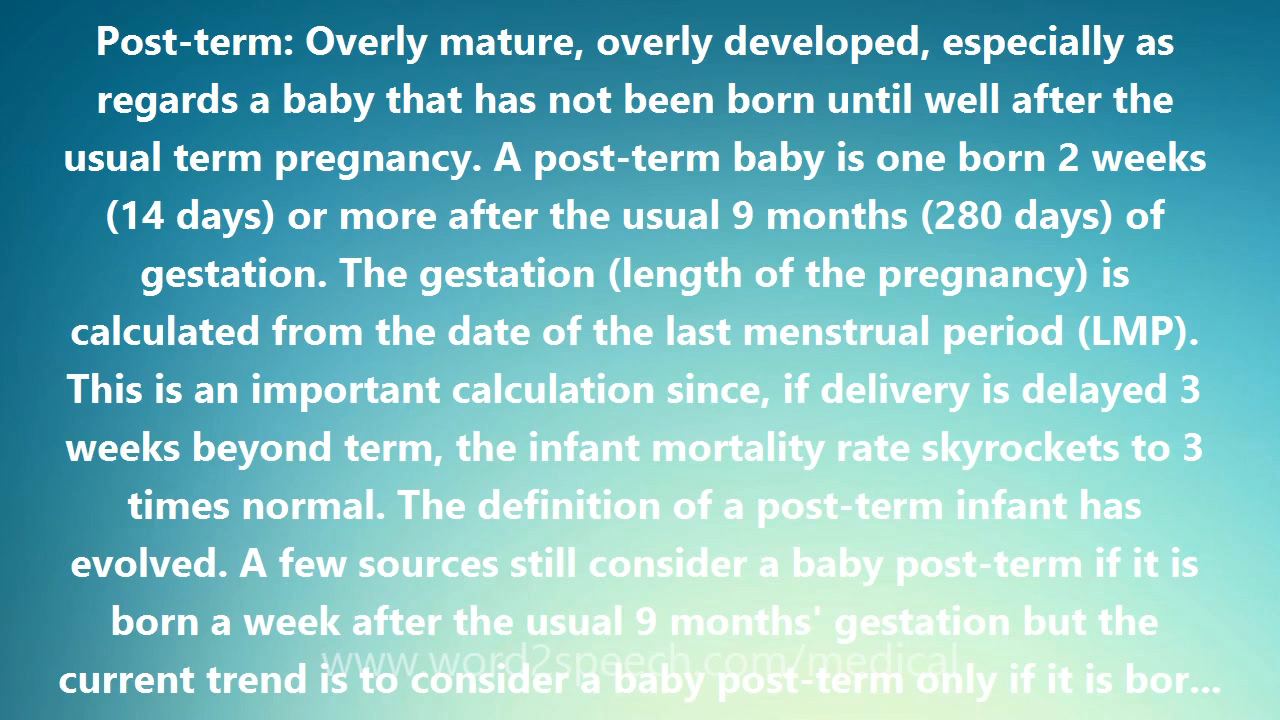 Post-term: Overly mature, overly developed, especially as
regards a baby that has not been born until well after the
usual term pregnancy. A post-term baby is one born 2 weeks
(14 days) or more after the usual 9 months (280 days) of
gestation. The gestation (length of the pregnancy) is
calculated from the date of the last menstrual period (LMP).
This is an important calculation since, if delivery is delayed 3
weeks beyond term, the infant mortality rate skyrockets to 3
times normal. The definition of a post-term infant has
evolved. A few sources still consider a baby post-term if it is
born a week after the usual 9 months' gestation but the
www.word2speech.com/medical
current trend is to consider a baby post-term only if it is bor...